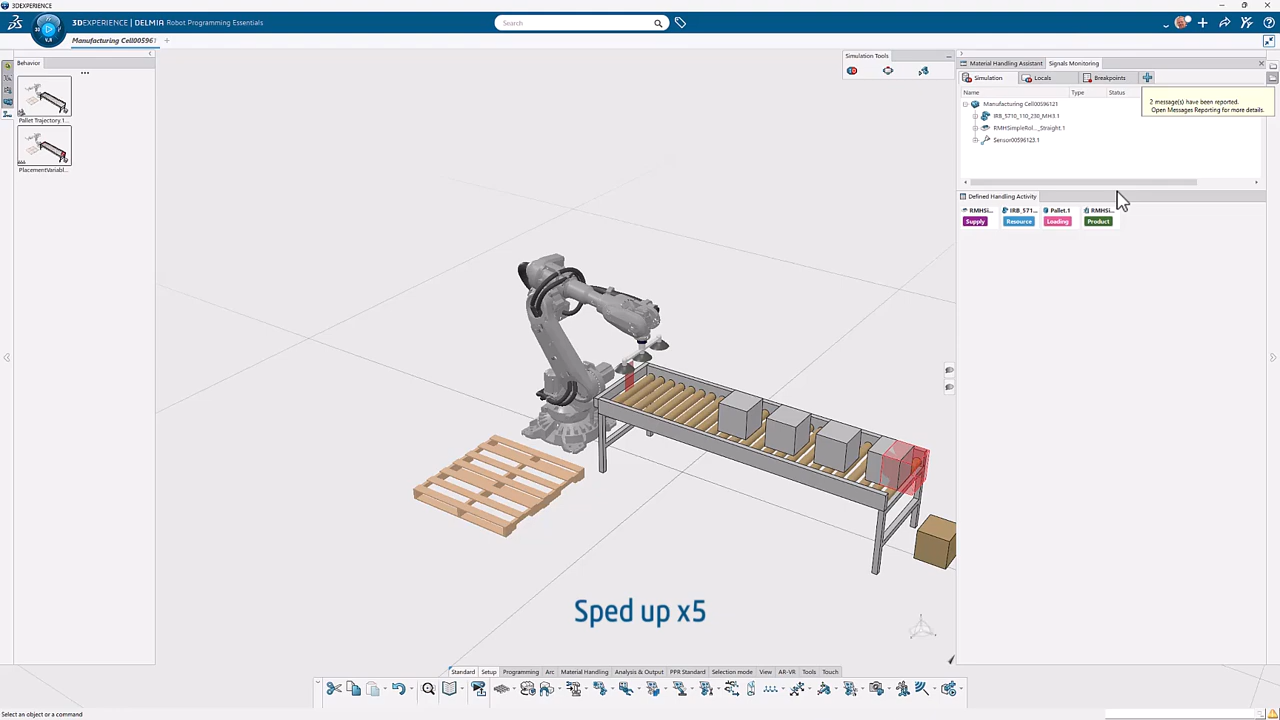 3DEXPERIENCE
3DEXPERIENCE | DELMIA Robot Programming Essentials
Search
Manufacturing Cell00596
Behavior
Pallet Trajectory 1...
PlacementVariabl...
Simulation Tools
Material Handling Assistant
Signals Monitoring
Simulation
Locals
Breakpoints
Name
Type
Status
2 message(s) have been reported.
Open Messages Reporting for more details.
Manufacturing Cell00596121
IRB_5710_110_230_MH3.1
RMHSimpleRol..._Straight.1
Sensor00596123.1
Defined Handling Activity
RMHSi...
IRB_571...
Pallet.1
RMHSi...
Supply
Resource
Loading
Product
Sped up x5
Standard
Setup
Programming
Arc
Material Handling
Analysis & Output
PPR Standard
Selection mode
View
AR-VR
Tools
Touch
Select an object or a command